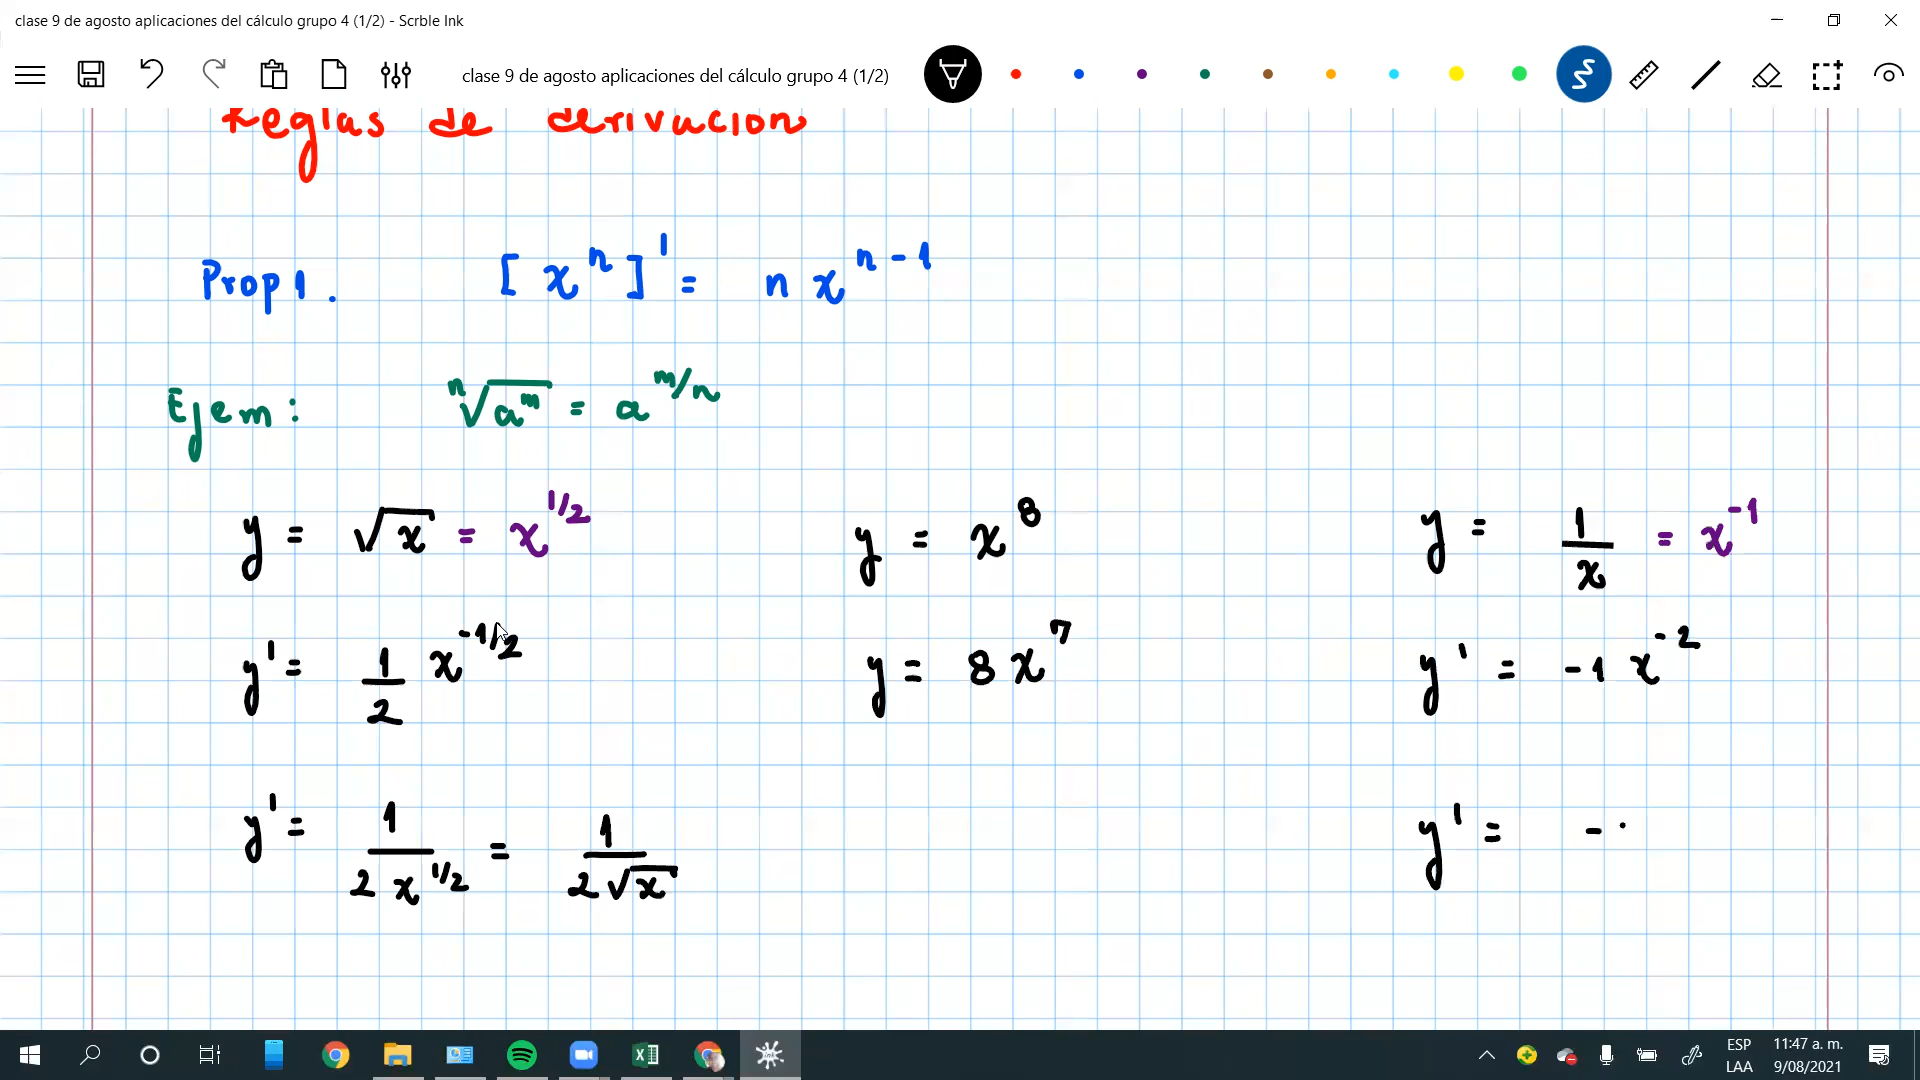 clase 9 de agosto aplicaciones del cálculo grupo 4 (1/2) - Scrble Ink
clase 9 de agosto aplicaciones del cálculo grupo 4 (1/2)
Reglas de derivacion
Prop 1. [x^n]' = n x^{n-1}
Ejem: ⁿ√(a^m) = a^{m/n}
y = √x = x^{1/2}
y = x^8
y = 1/x = x^{-1}
y' = 1/2 x^{-1/2}
y = 8x^7
y' = -1 x^{-2}
y' = 1/(2 x^{1/2}) = 1/(2√x)
y' = -
ESP
LAA
11:47 a. m.
9/08/2021